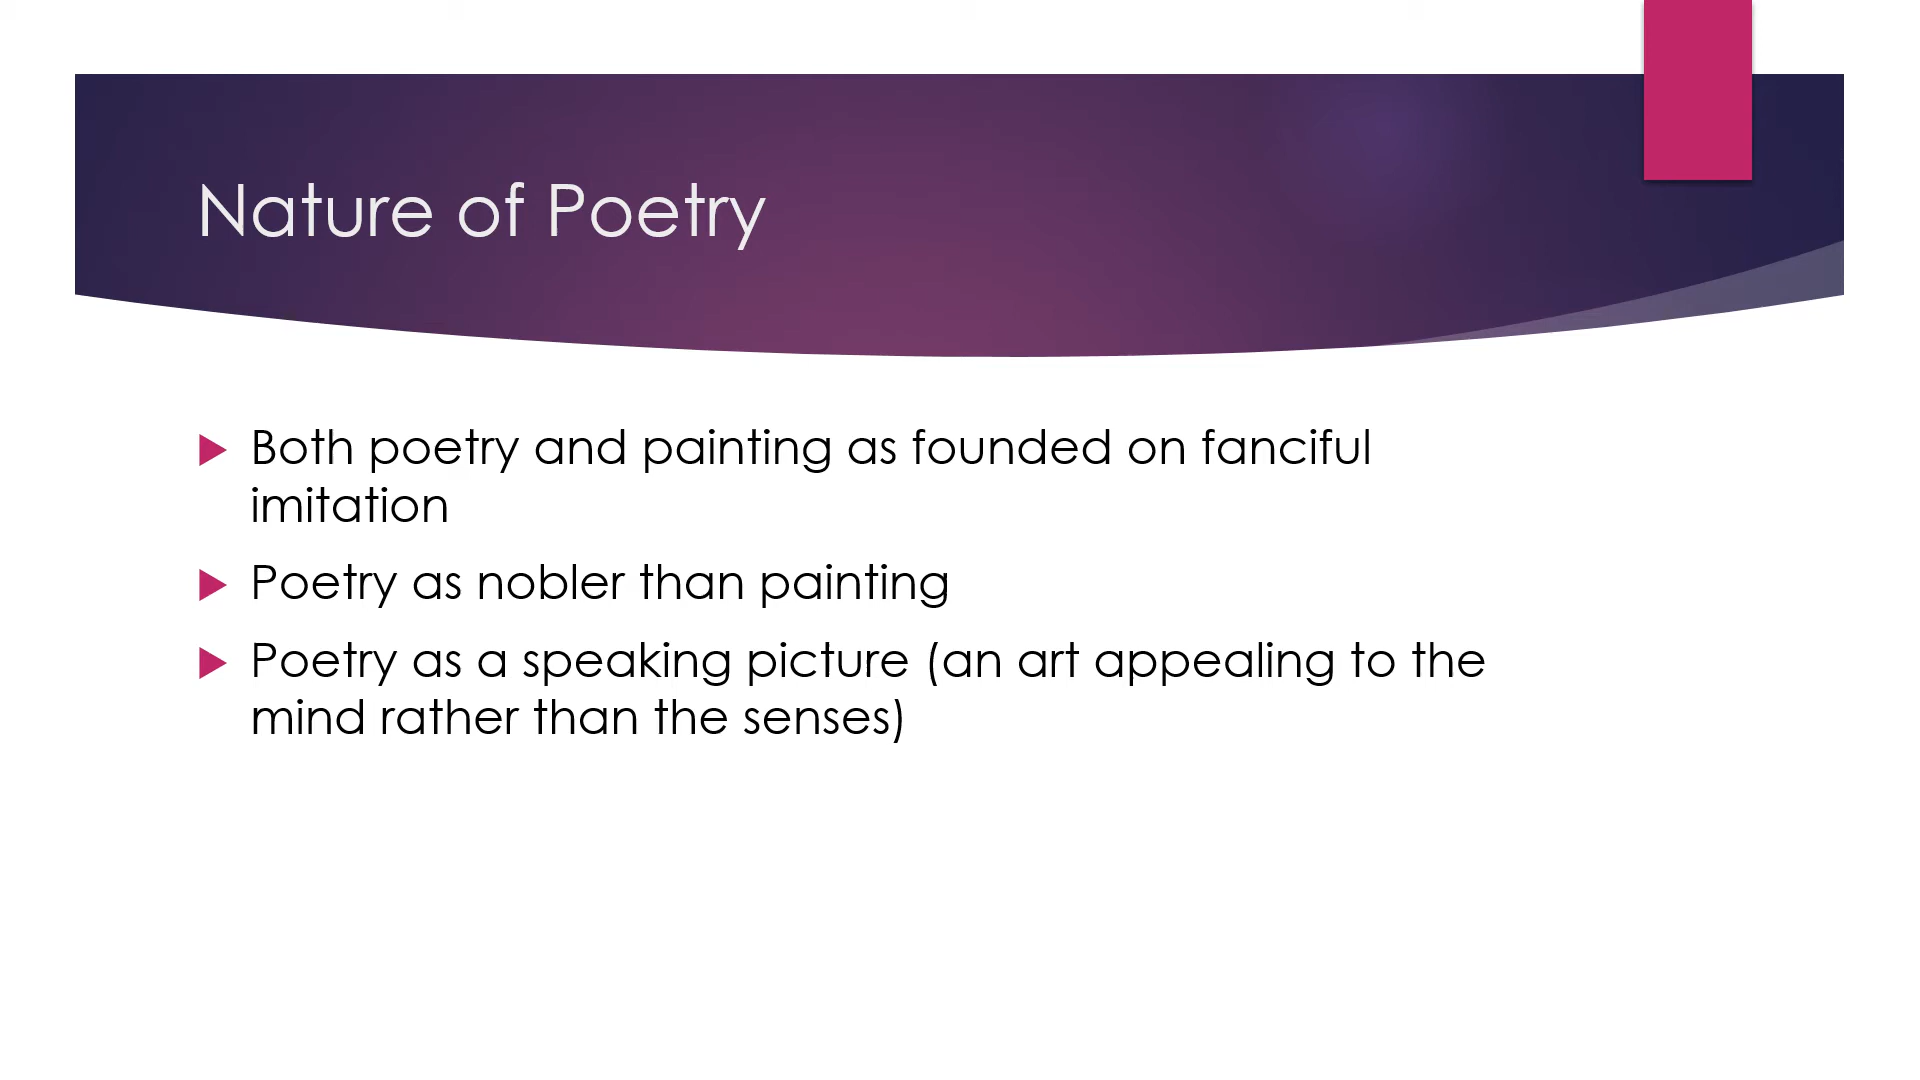 Nature of Poetry
Both poetry and painting as founded on fanciful
imitation
Poetry as nobler than painting
Poetry as a speaking picture (an art appealing to the
mind rather than the senses)